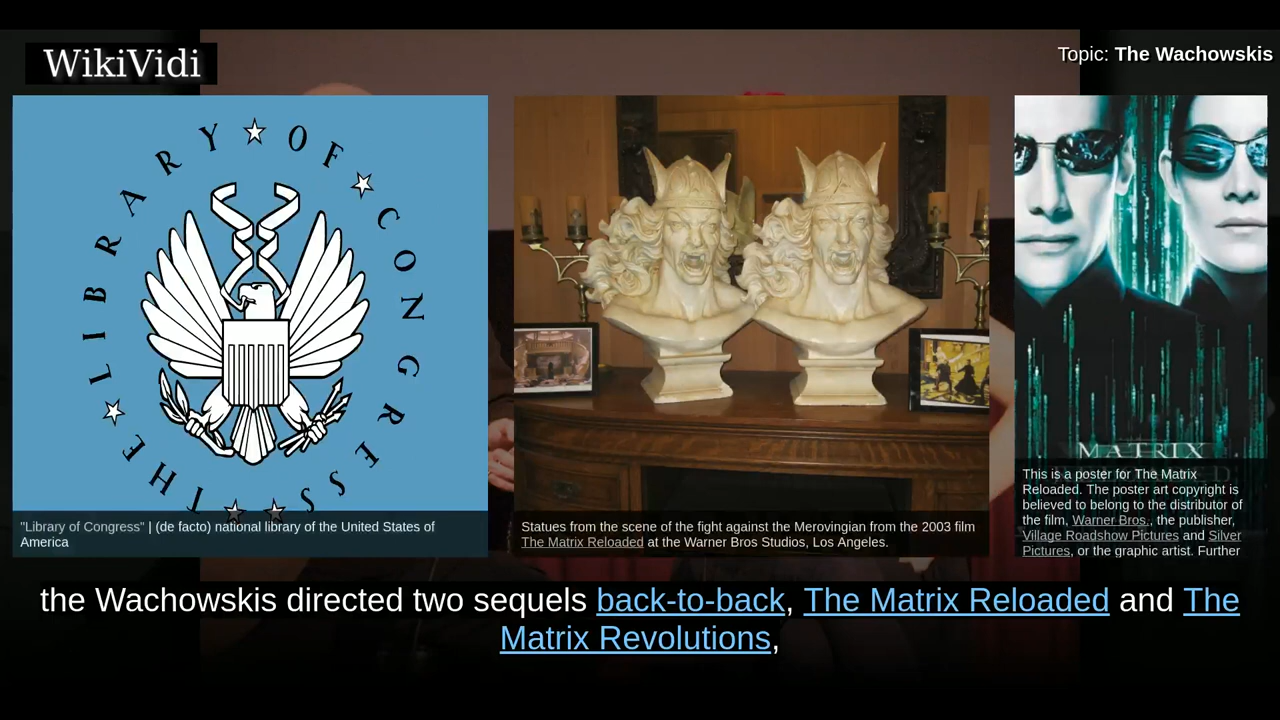 WikiVidi
Topic: The Wachowskis
THE ★ LIBRARY ★ OF ★ CONGRESS ★
MATRIX
RELOADED
"Library of Congress" | (de facto) national library of the United States of
America
Statues from the scene of the fight against the Merovingian from the 2003 film
The Matrix Reloaded at the Warner Bros Studios, Los Angeles.
This is a poster for The Matrix
Reloaded. The poster art copyright is
believed to belong to the distributor of
the film, Warner Bros., the publisher,
Village Roadshow Pictures and Silver
Pictures, or the graphic artist. Further
the Wachowskis directed two sequels back-to-back, The Matrix Reloaded and The
Matrix Revolutions,